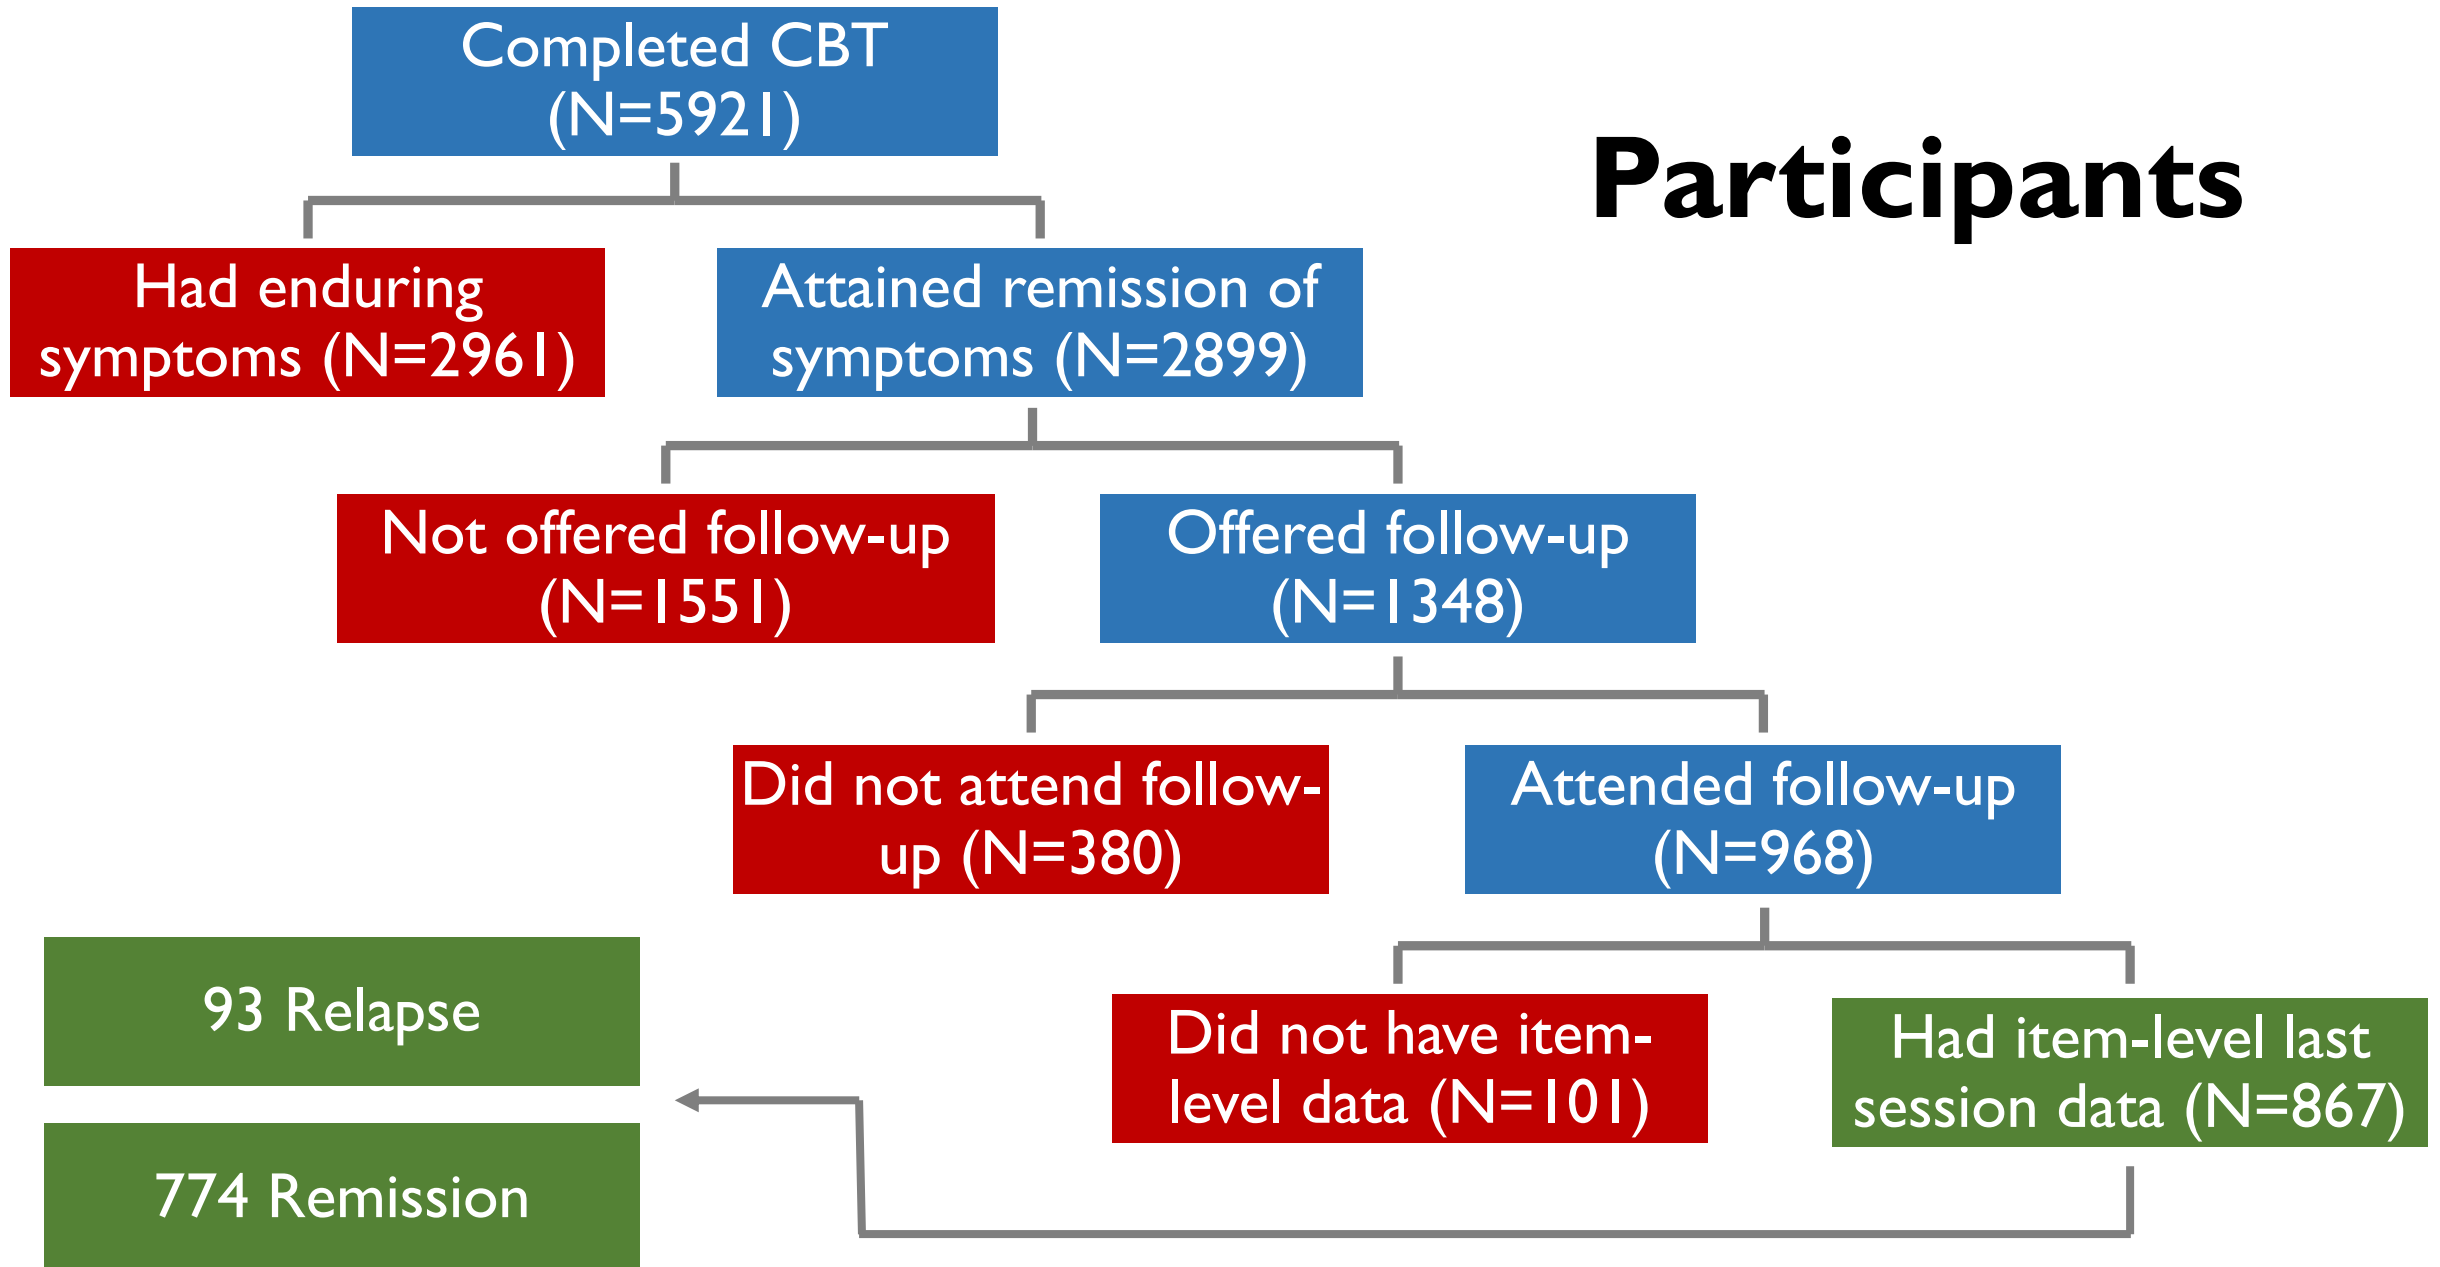 Completed CBT
(N=5921)
Participants
Had enduring
symptoms (N=2961)
Attained remission of
symptoms (N=2899)
Not offered follow-up
(N=1551)
Offered follow-up
(N=1348)
Did not attend follow-
up (N=380)
Attended follow-up
(N=968)
Did not have item-
level data (N=101)
Had item-level last
session data (N=867)
93 Relapse
774 Remission